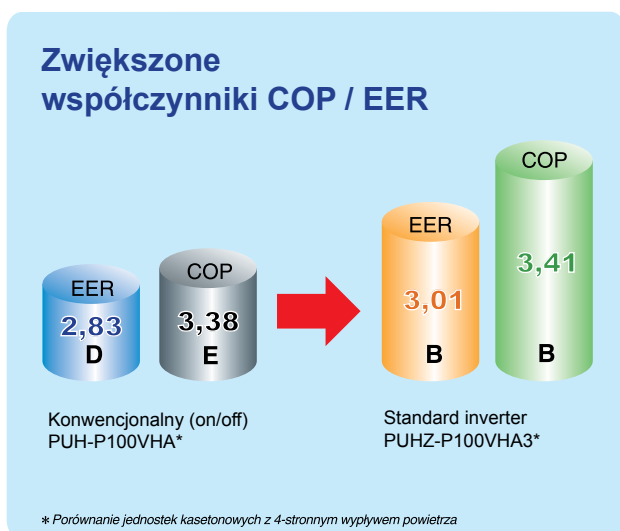 Zwiększone
współczynniki COP / EER
EER
2,83
D
COP
3,38
E
EER
3,01
B
COP
3,41
B
Konwencjonalny (on/off)
PUH-P100VHA*
Standard inverter
PUHZ-P100VHA3*
* Porównanie jednostek kasetonowych z 4-stronnym wypływem powietrza